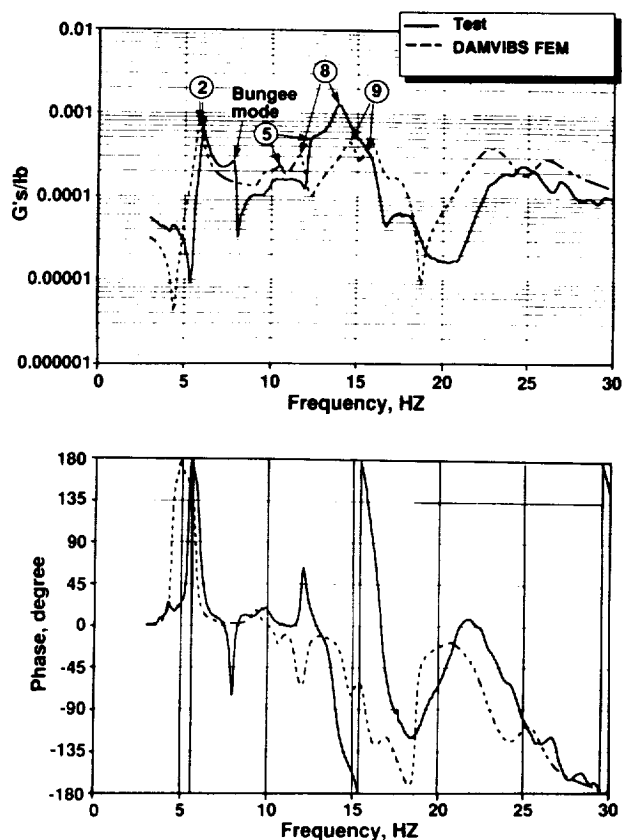 Test
DAMVIBS FEM
0.01
0.001
0.0001
0.00001
0.000001
G's/lb
2
Bungee
mode
5
8
9
0 5 10 15 20 25 30
Frequency, HZ
180
135
90
45
0
-45
-90
-135
-180
Phase, degree
0 5 10 15 20 25 30
Frequency, HZ